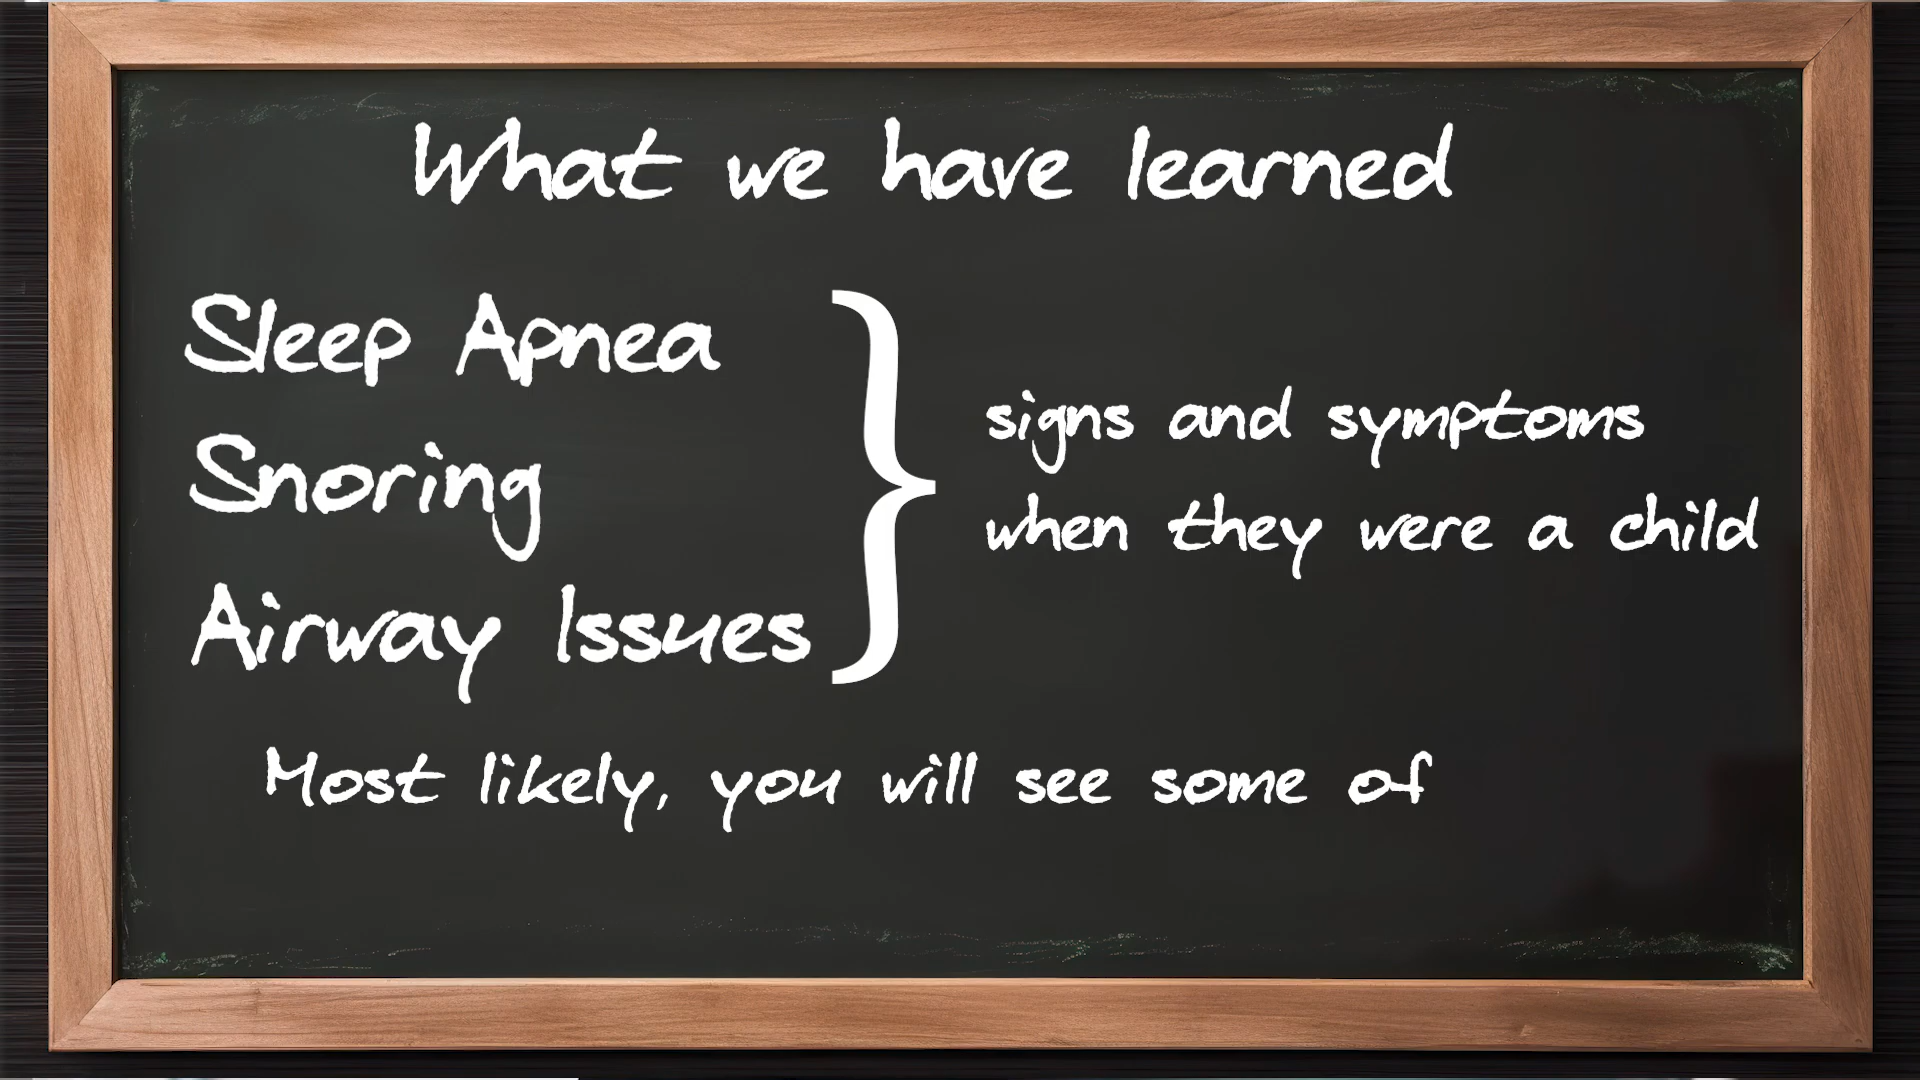 What we have learned
Sleep Apnea
Snoring
Airway Issues
}
signs and symptoms
when they were a child
Most likely, you will see some of